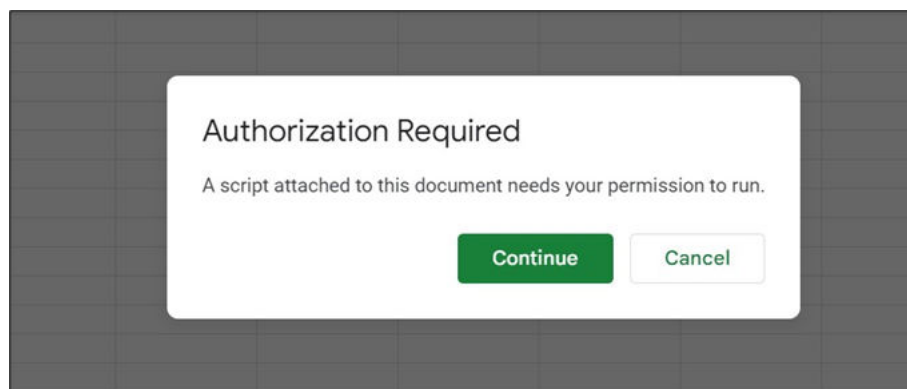 Authorization Required
A script attached to this document needs your permission to run.
Continue
Cancel